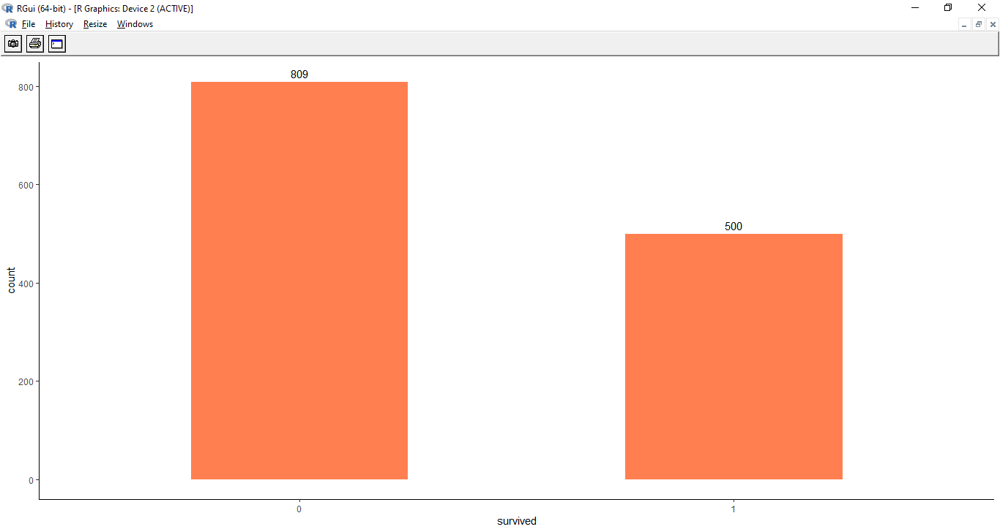 RGui (64-bit) - [R Graphics: Device 2 (ACTIVE)]
File History Resize Windows
809
800
600
500
count
400
200
0
0 1
survived